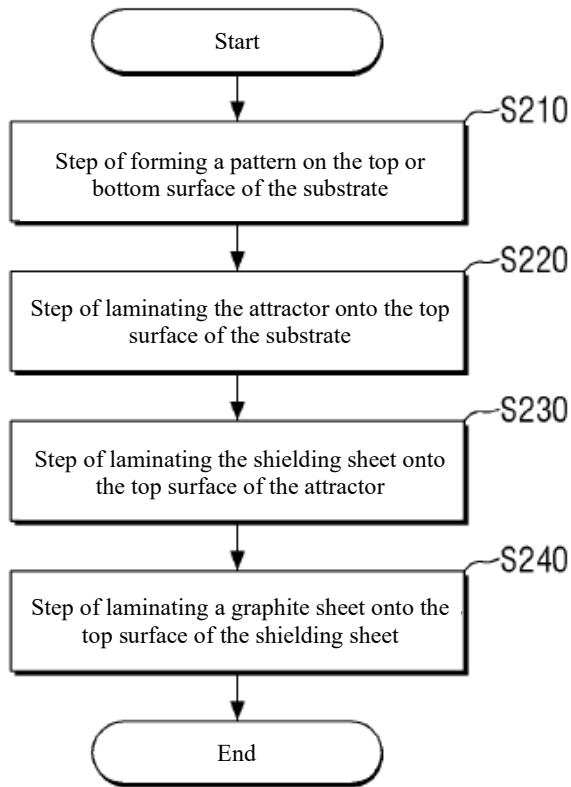 Start
S210
Step of forming a pattern on the top or
bottom surface of the substrate
S220
Step of laminating the attractor onto the top
surface of the substrate
S230
Step of laminating the shielding sheet onto
the top surface of the attractor
S240
Step of laminating a graphite sheet onto the
top surface of the shielding sheet
End